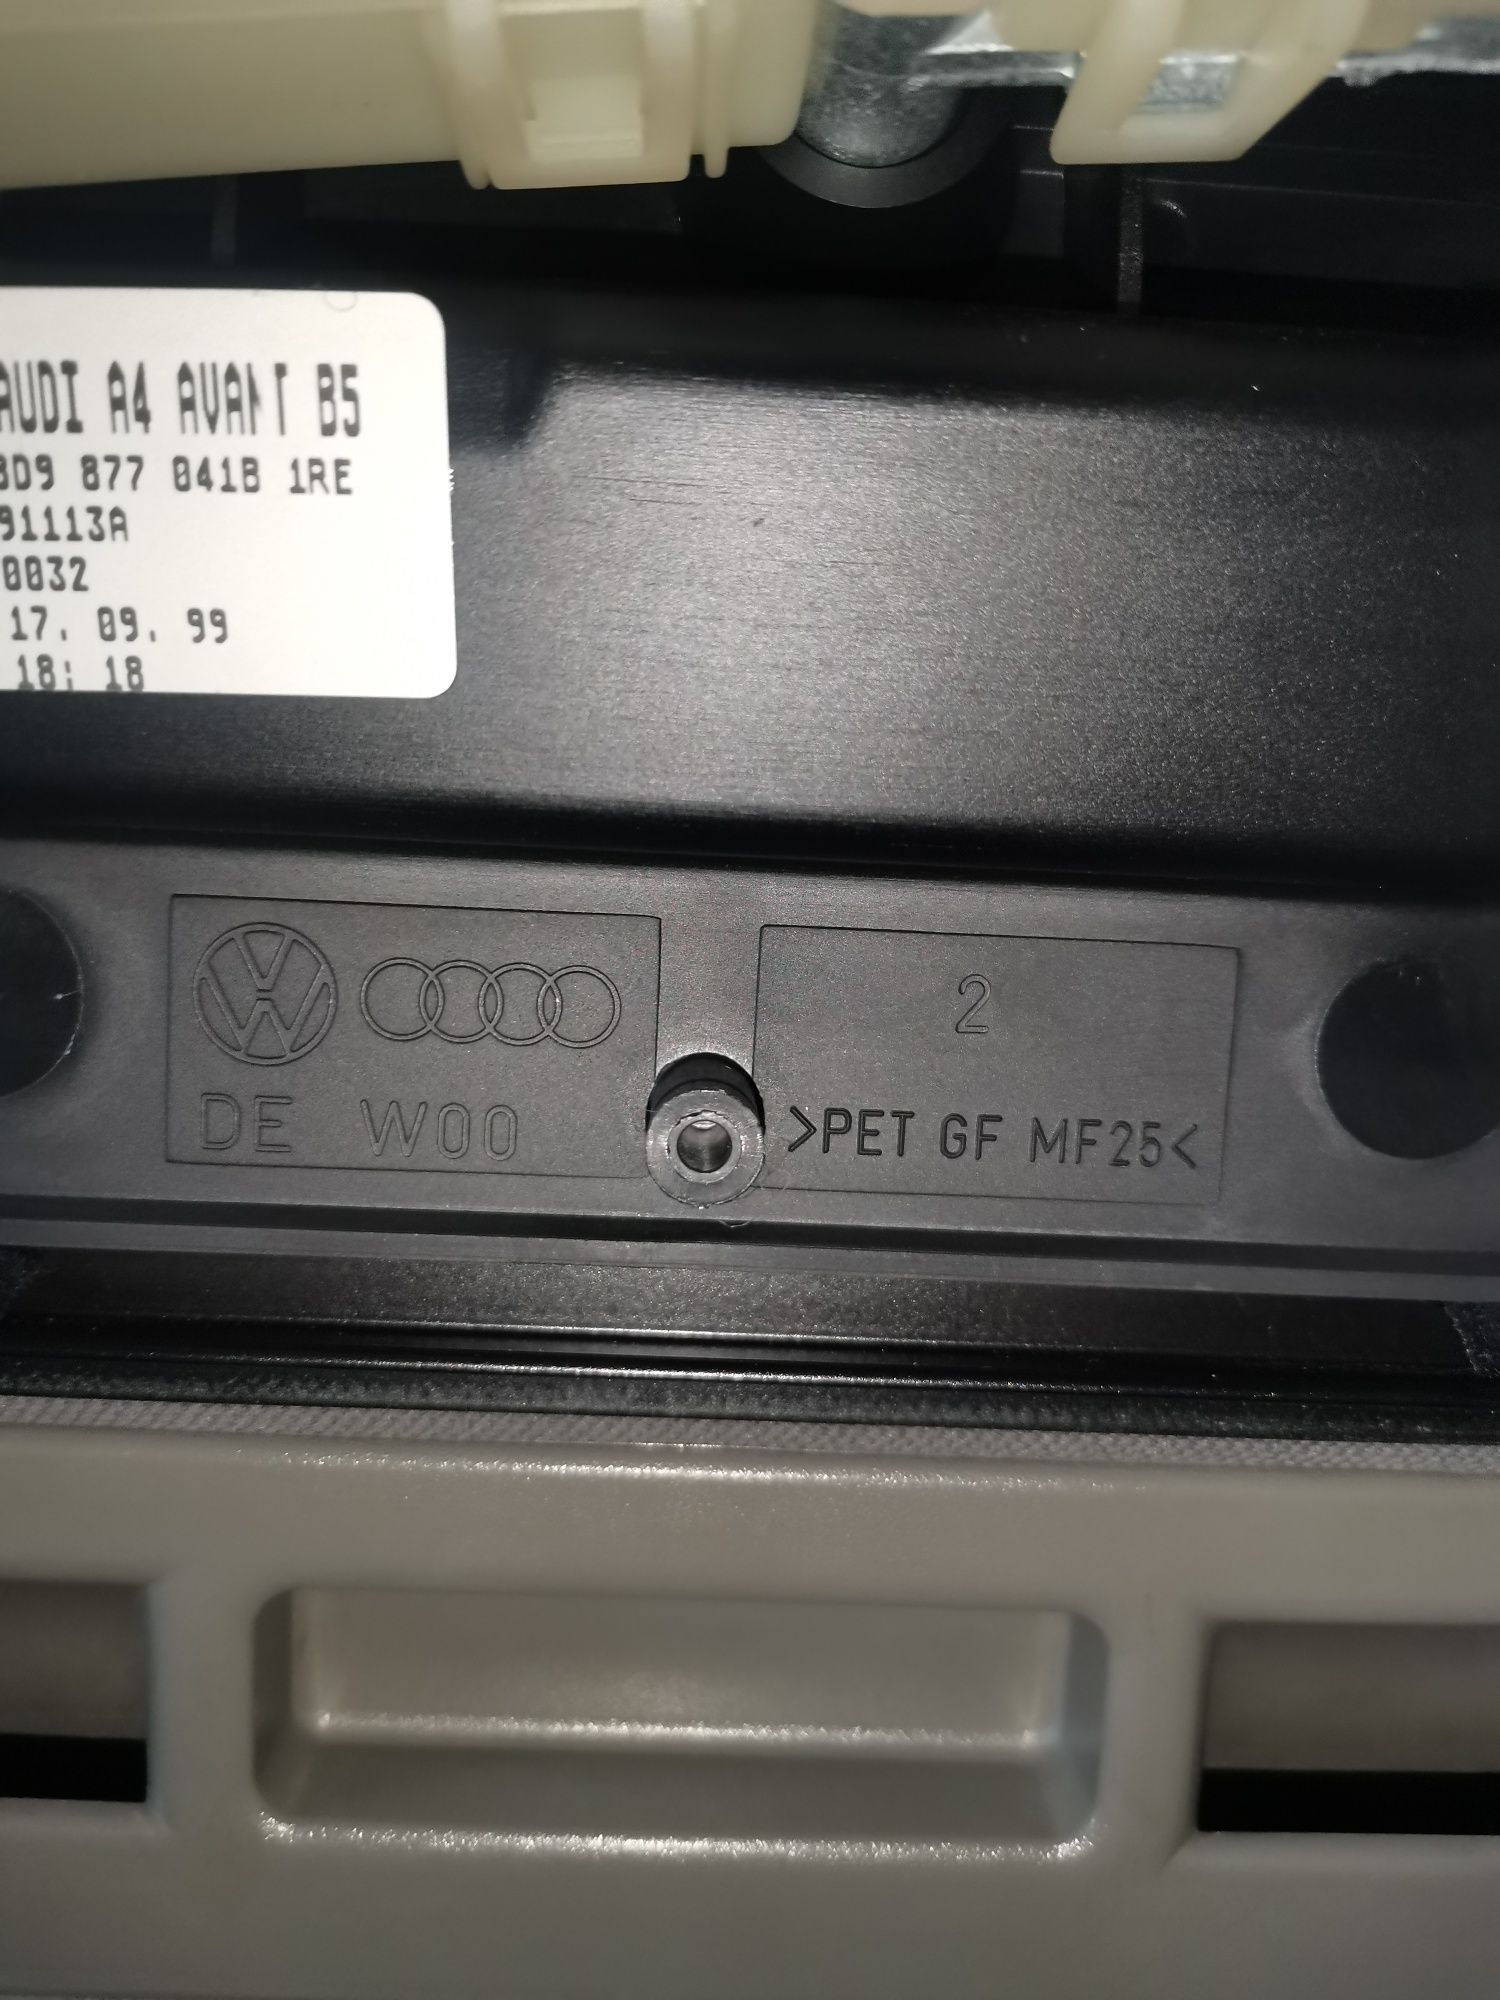 AUDI A4 AVANT B5
8D9 877 041B 1RE
91113A
0032
17. 09. 99
18: 18
2
DE W00
>PET GF MF25<